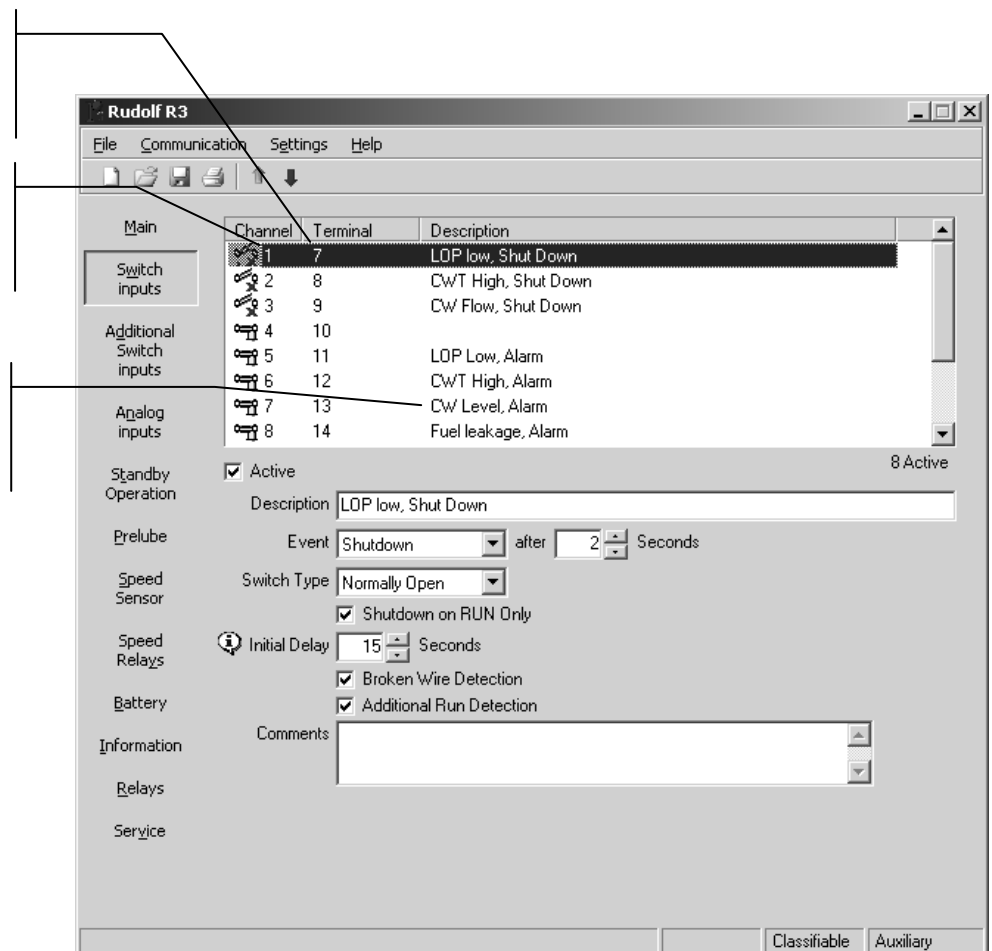 Rudolf R3
File Communication Settings Help
Main
Switch
inputs
Additional
Switch
inputs
Analog
inputs
Standby
Operation
Prelube
Speed
Sensor
Speed
Relays
Battery
Information
Relays
Service
Channel Terminal Description
1 7 LOP low, Shut Down
2 8 CWT High, Shut Down
3 9 CW Flow, Shut Down
4 10
5 11 LOP Low, Alarm
6 12 CWT High, Alarm
7 13 CW Level, Alarm
8 14 Fuel leakage, Alarm
8 Active
Active
Description LOP low, Shut Down
Event Shutdown after 2 Seconds
Switch Type Normally Open
Shutdown on RUN Only
Initial Delay 15 Seconds
Broken Wire Detection
Additional Run Detection
Comments
Classifiable Auxiliary